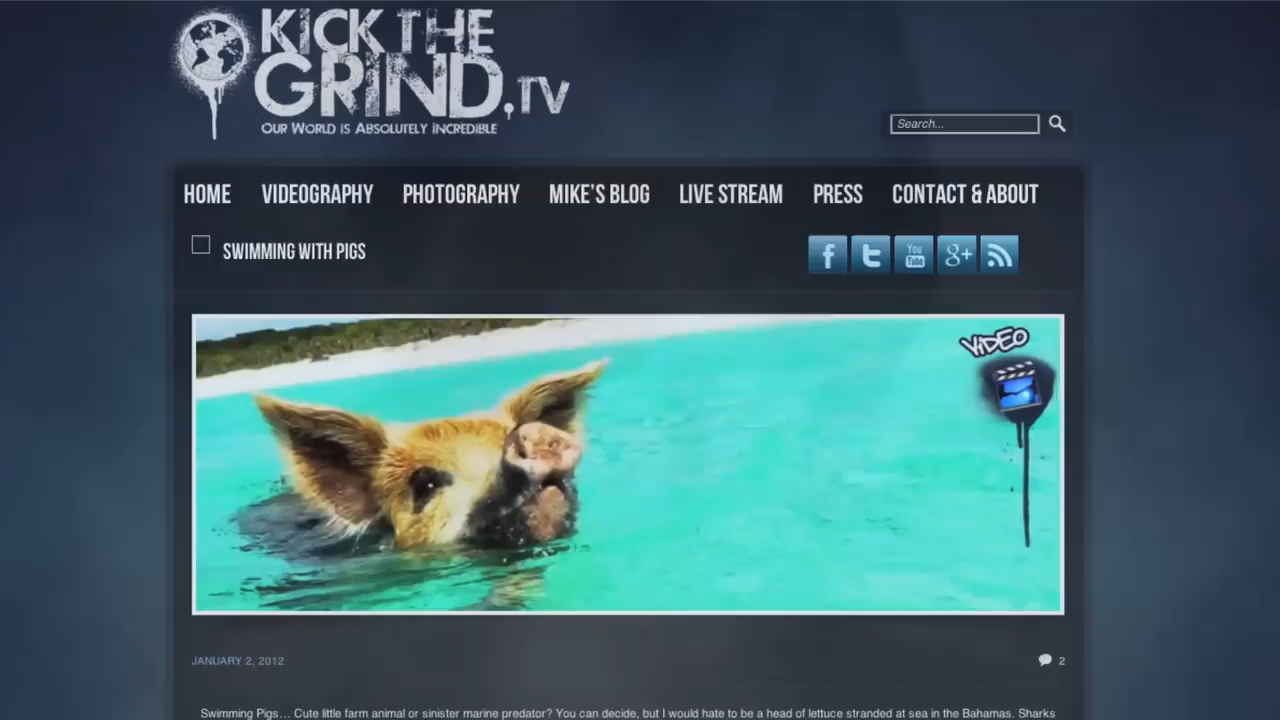 KICK THE
GRIND.TV
OUR WORLD IS ABSOLUTELY INCREDIBLE
Search...
HOME VIDEOGRAPHY PHOTOGRAPHY MIKE'S BLOG LIVE STREAM PRESS CONTACT & ABOUT
SWIMMING WITH PIGS
f t You Tube g+
VIDEO
JANUARY 2, 2012 2
Swimming Pigs... Cute little farm animal or sinister marine predator? You can decide, but I would hate to be a head of lettuce stranded at sea in the Bahamas. Sharks